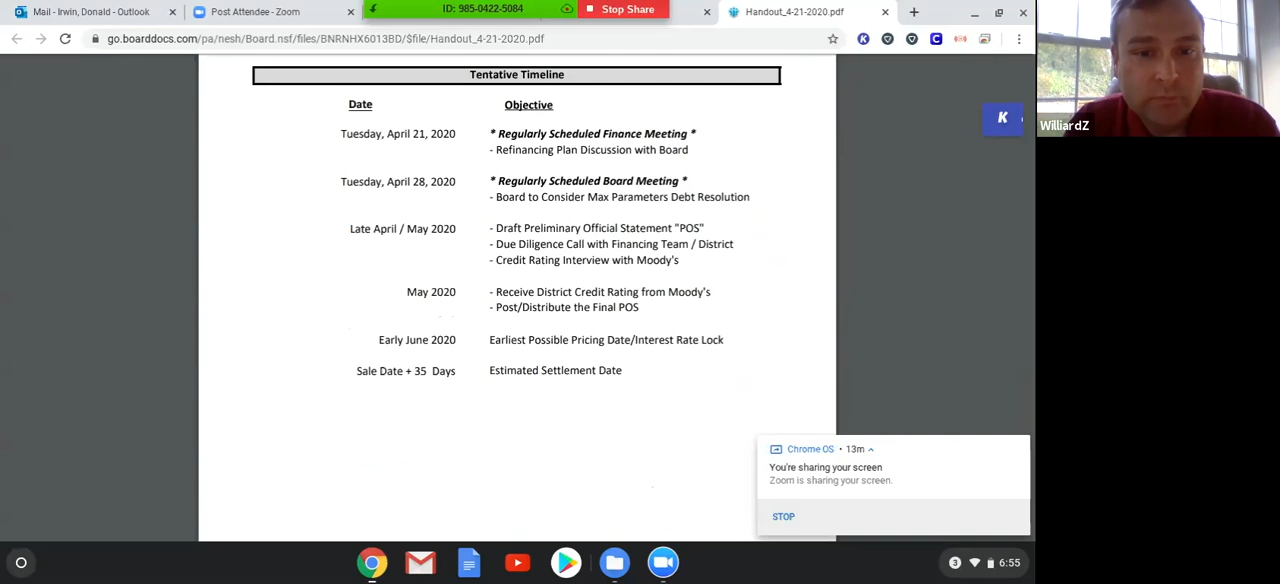 Mail - Irwin, Donald - Outlook
Post Attendee - Zoom
ID: 985-0422-5084
Stop Share
Handout_4-21-2020.pdf
go.boarddocs.com/pa/nesh/Board.nsf/files/BNRNHX6013BD/$file/Handout_4-21-2020.pdf
Tentative Timeline
Date Objective
Tuesday, April 21, 2020 * Regularly Scheduled Finance Meeting *
- Refinancing Plan Discussion with Board
Tuesday, April 28, 2020 * Regularly Scheduled Board Meeting *
- Board to Consider Max Parameters Debt Resolution
Late April / May 2020 - Draft Preliminary Official Statement "POS"
- Due Diligence Call with Financing Team / District
- Credit Rating Interview with Moody's
May 2020 - Receive District Credit Rating from Moody's
- Post/Distribute the Final POS
Early June 2020 Earliest Possible Pricing Date/Interest Rate Lock
Sale Date + 35 Days Estimated Settlement Date
K
WilliardZ
Chrome OS • 13m
You're sharing your screen
Zoom is sharing your screen.
STOP
3 6:55